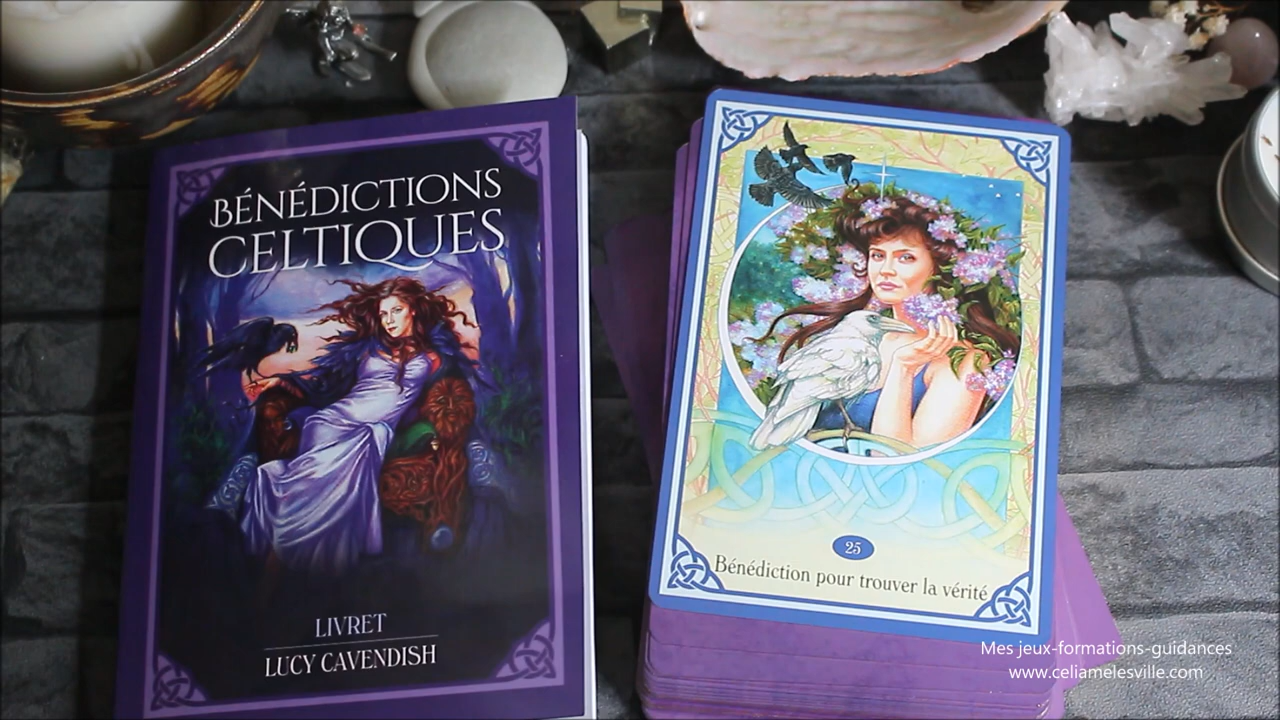 BÉNÉDICTIONS
CELTIQUES
LIVRET
LUCY CAVENDISH
25
Bénédiction pour trouver la vérité
Mes jeux-formations-guidances
www.celiamelesville.com